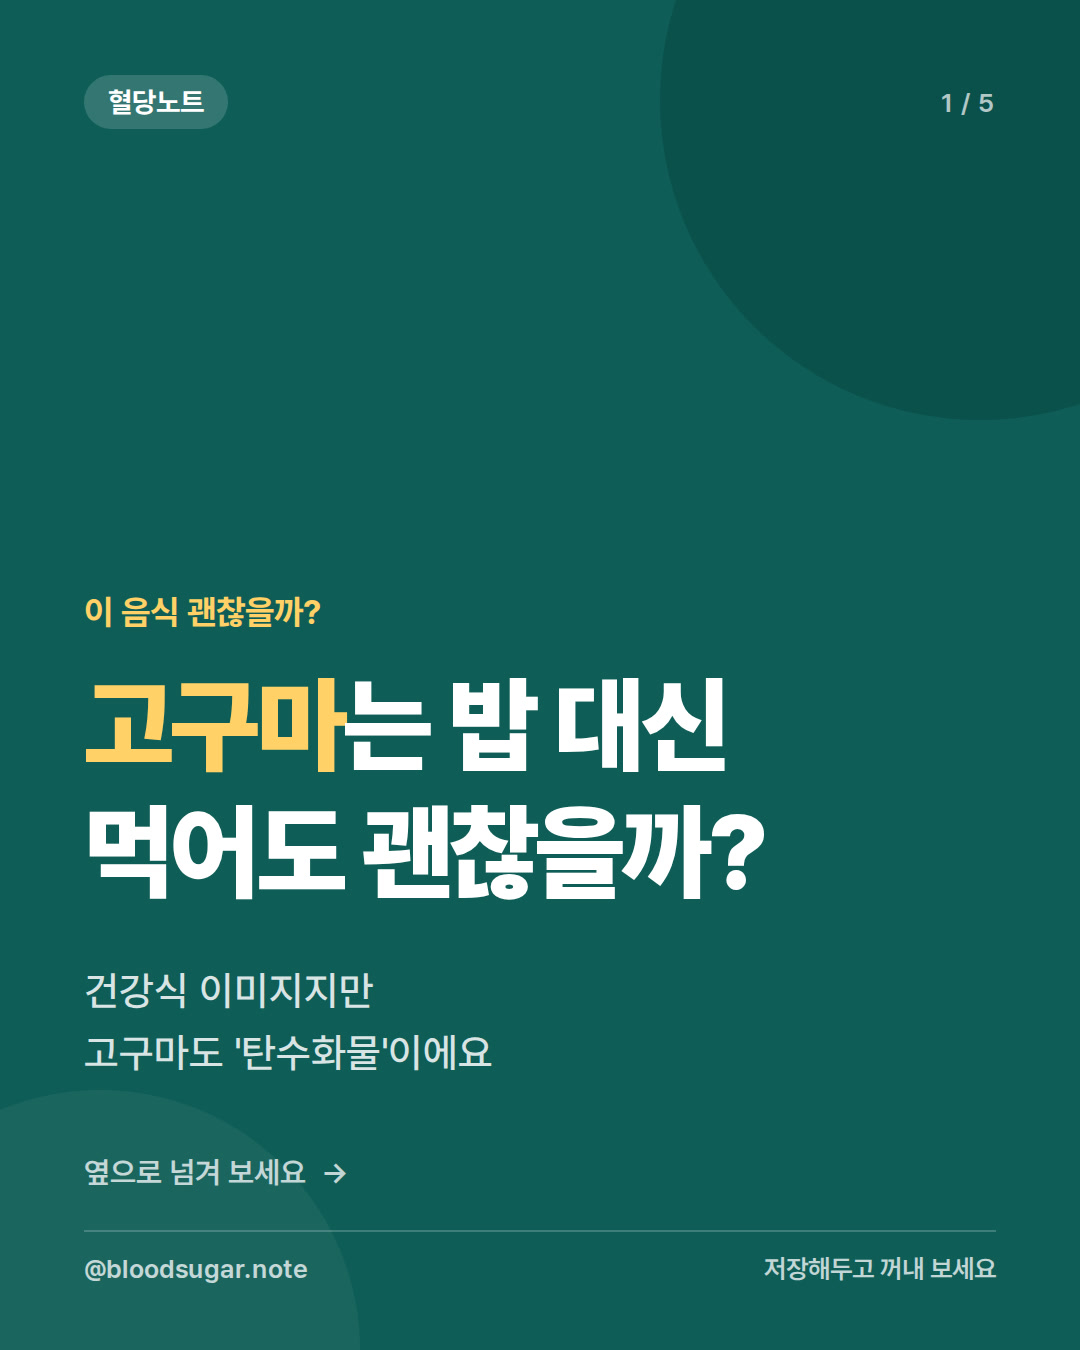 혈당노트
1 / 5
이 음식 괜찮을까?
고구마는 밥 대신
먹어도 괜찮을까?
건강식 이미지지만
고구마도 '탄수화물'이에요
옆으로 넘겨 보세요 →
@bloodsugar.note
저장해두고 꺼내 보세요